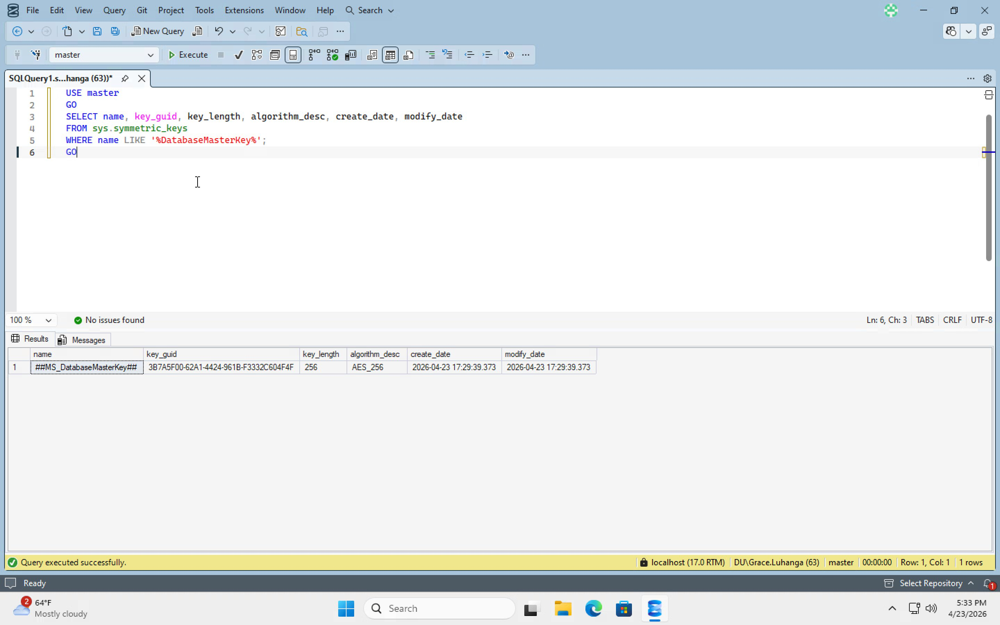 File Edit View Query Git Project Tools Extensions Window Help Search
New Query
master Execute
SQLQuery1.s...hanga (63))*
1 USE master
2 GO
3 SELECT name, key_guid, key_length, algorithm_desc, create_date, modify_date
4 FROM sys.symmetric_keys
5 WHERE name LIKE '%DatabaseMasterKey%';
6 GO
100 % No issues found Ln: 6, Ch: 3 TABS CRLF UTF-8
Results Messages
name key_guid key_length algorithm_desc create_date modify_date
1 ##MS_DatabaseMasterKey## 3B7A5F00-62A1-4424-961B-F3332C604F4F 256 AES_256 2026-04-23 17:29:39.373 2026-04-23 17:29:39.373
Query executed successfully. localhost (17.0 RTM) DU\Grace.Luhanga (63) master 00:00:00 Row: 1, Col: 1 1 rows
Ready Select Repository 1
2 64°F
Mostly cloudy
Search
5:33 PM
4/23/2026